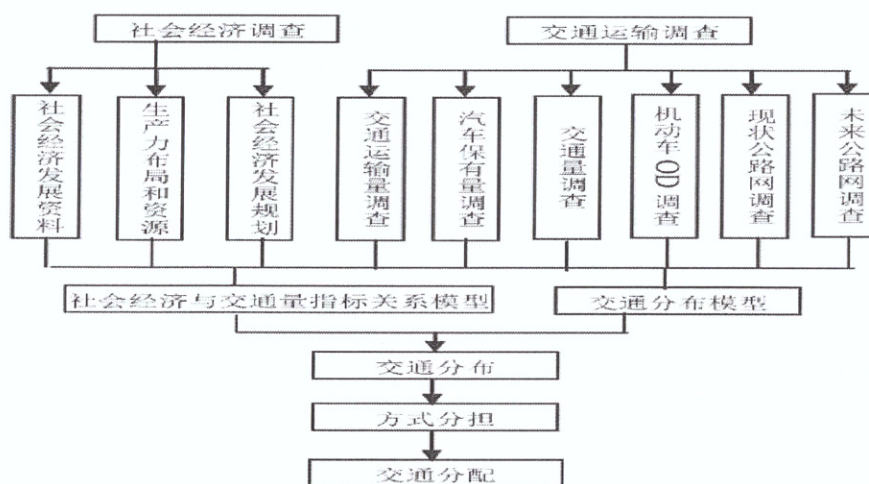 社会经济调查
交通运输调查
社会经济发展资料
生产力布局和资源
社会经济发展规划
交通运输量调查
汽车保有量调查
交通量调查
机动车OD调查
现状公路网调查
未来公路网调查
社会经济与交通量指标关系模型
交通分布模型
交通分布
方式分担
交通分配